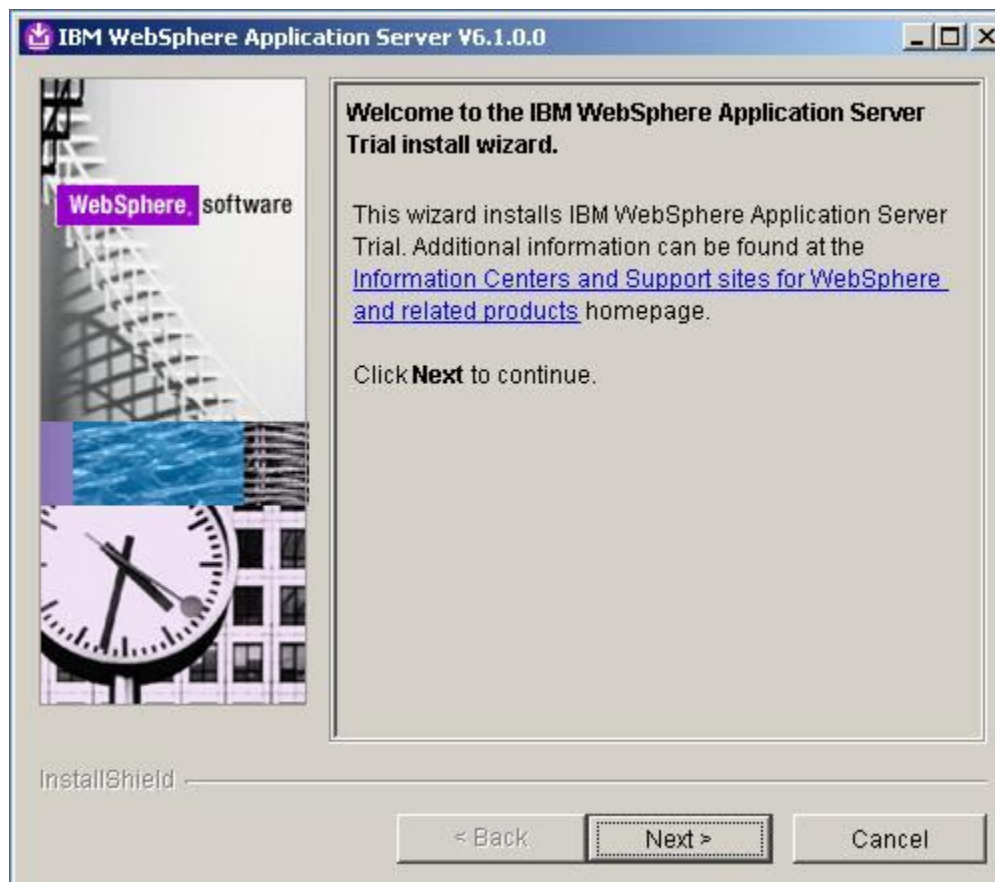 IBM WebSphere Application Server V6.1.0.0
WebSphere. software
Welcome to the IBM WebSphere Application Server
Trial install wizard.
This wizard installs IBM WebSphere Application Server
Trial. Additional information can be found at the
Information Centers and Support sites for WebSphere
and related products homepage.
Click Next to continue.
InstallShield
< Back
Next >
Cancel